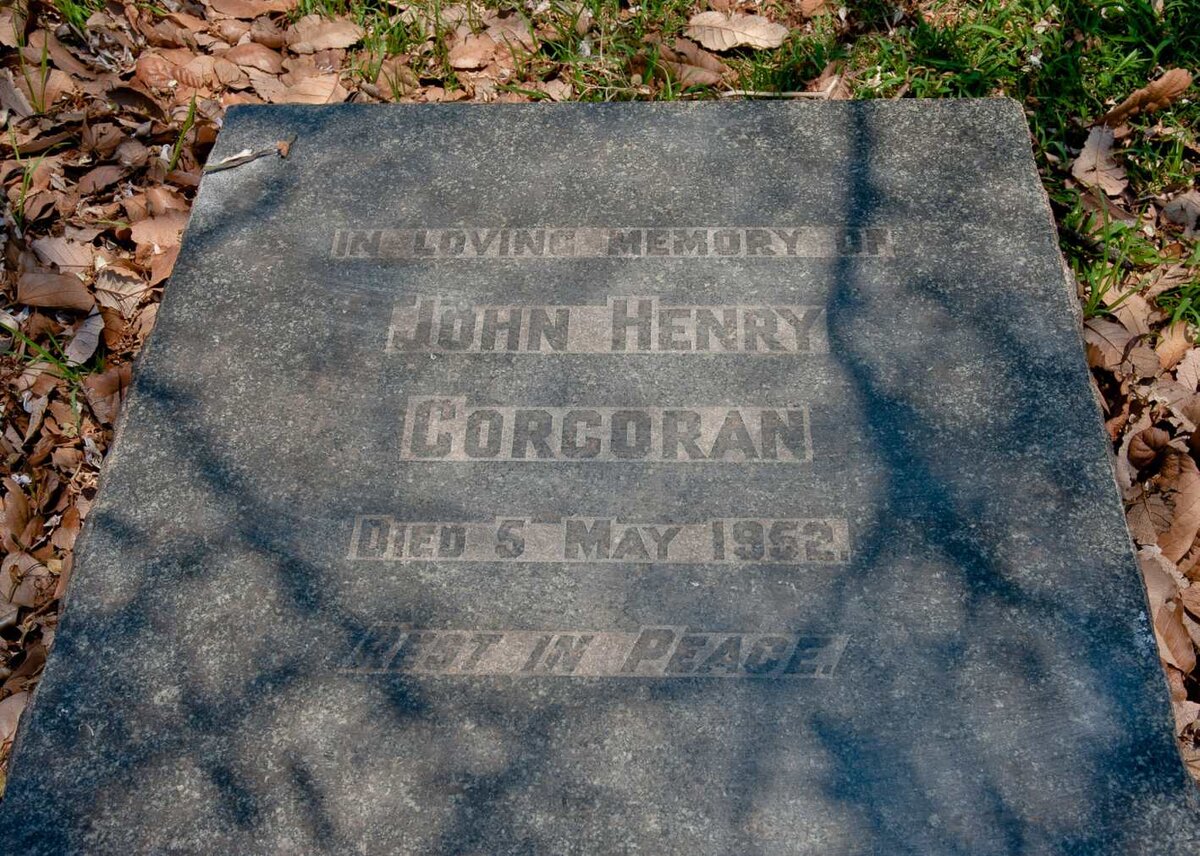 IN LOVING MEMORY OF
JOHN HENRY
CORCORAN
DIED 5 MAY 1952.
REST IN PEACE.